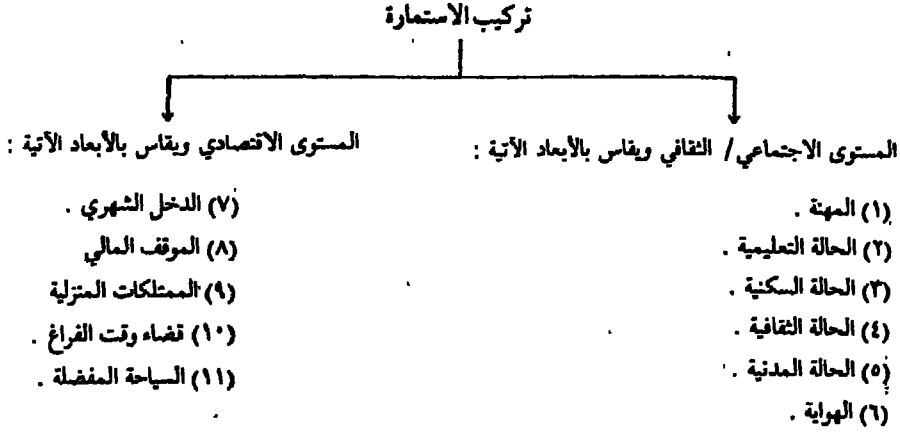 تركيب الاستمارة
المستوى الاجتماعي / الثقافي ويقاس بالأبعاد الآتية :
(١) المهنة .
(٢) الحالة التعليمية .
(٣) الحالة السكنية .
(٤) الحالة الثقافية .
(٥) الحالة المدنية .
(٦) الهواية .
المستوى الاقتصادي ويقاس بالأبعاد الآتية :
(٧) الدخل الشهري .
(٨) الموقف المالي
(٩) الممتلكات المنزلية
(١٠) قضاء وقت الفراغ .
(١١) السياحة المفضلة .